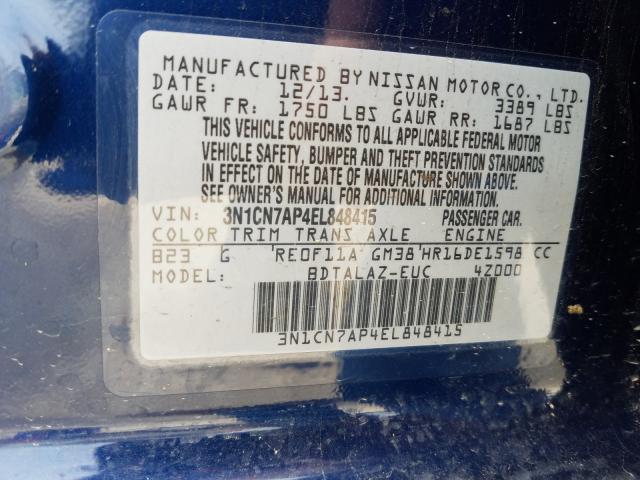 MANUFACTURED BY NISSAN MOTOR CO., LTD.
DATE: 12/13. GVWR: 3389 LBS
GAWR FR: 1750 LBS GAWR RR: 1687 LBS
THIS VEHICLE CONFORMS TO ALL APPLICABLE FEDERAL MOTOR
VEHICLE SAFETY, BUMPER AND THEFT PREVENTION STANDARDS
IN EFFECT ON THE DATE OF MANUFACTURE SHOWN ABOVE.
SEE OWNER'S MANUAL FOR ADDITIONAL INFORMATION.
VIN: 3N1CN7AP4EL848415 PASSENGER CAR.
COLOR TRIM TRANS AXLE ENGINE
B23 G 'RE0F11A GM38'HR16DE1598 CC
MODEL: BDTALAZ-EUC 4Z000
3N1CN7AP4EL848415